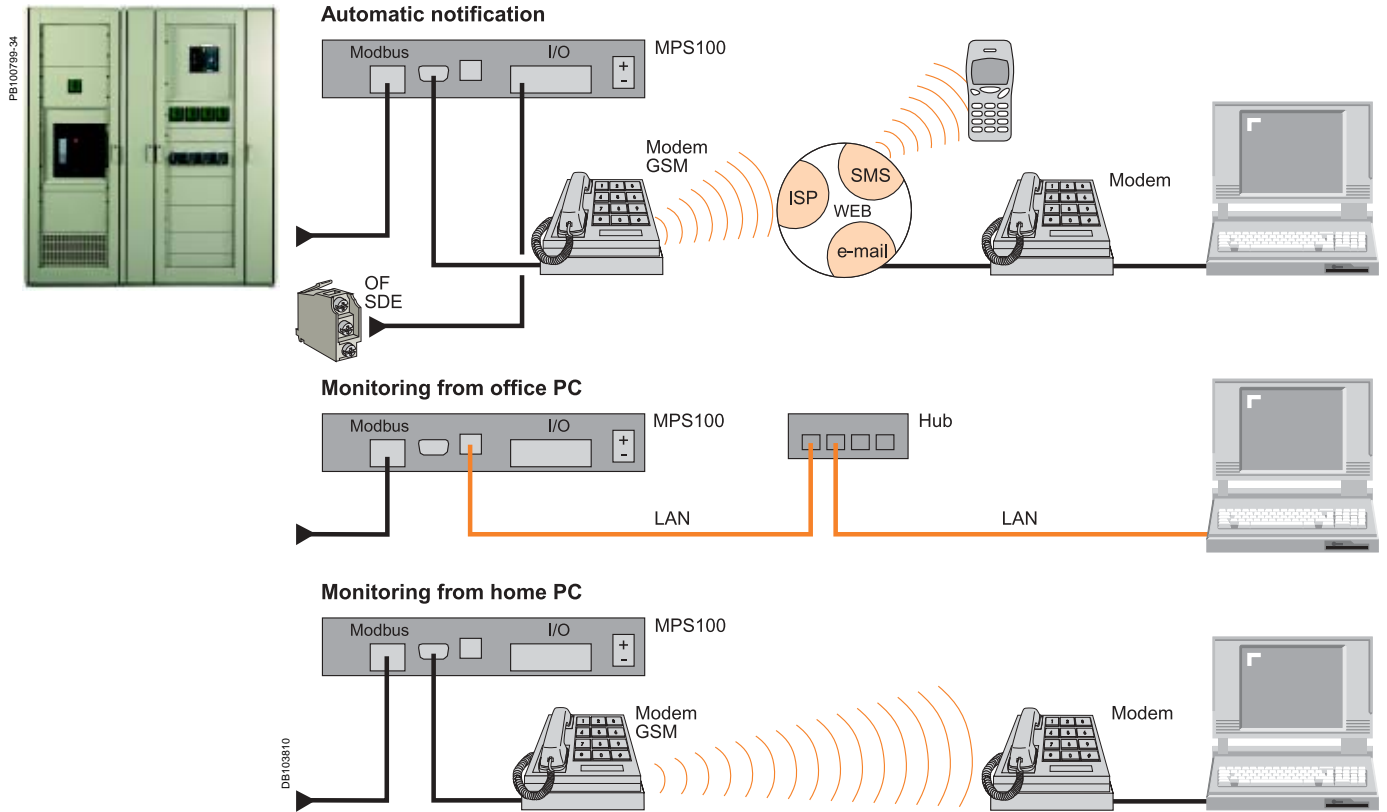 PB100799-34
Automatic notification
Modbus
I/O
MPS100
+
-
Modem
GSM
ISP
SMS
WEB
e-mail
Modem
OF
SDE
Monitoring from office PC
Modbus
I/O
MPS100
+
-
Hub
LAN
LAN
Monitoring from home PC
Modbus
I/O
MPS100
+
-
Modem
GSM
Modem
DB103810